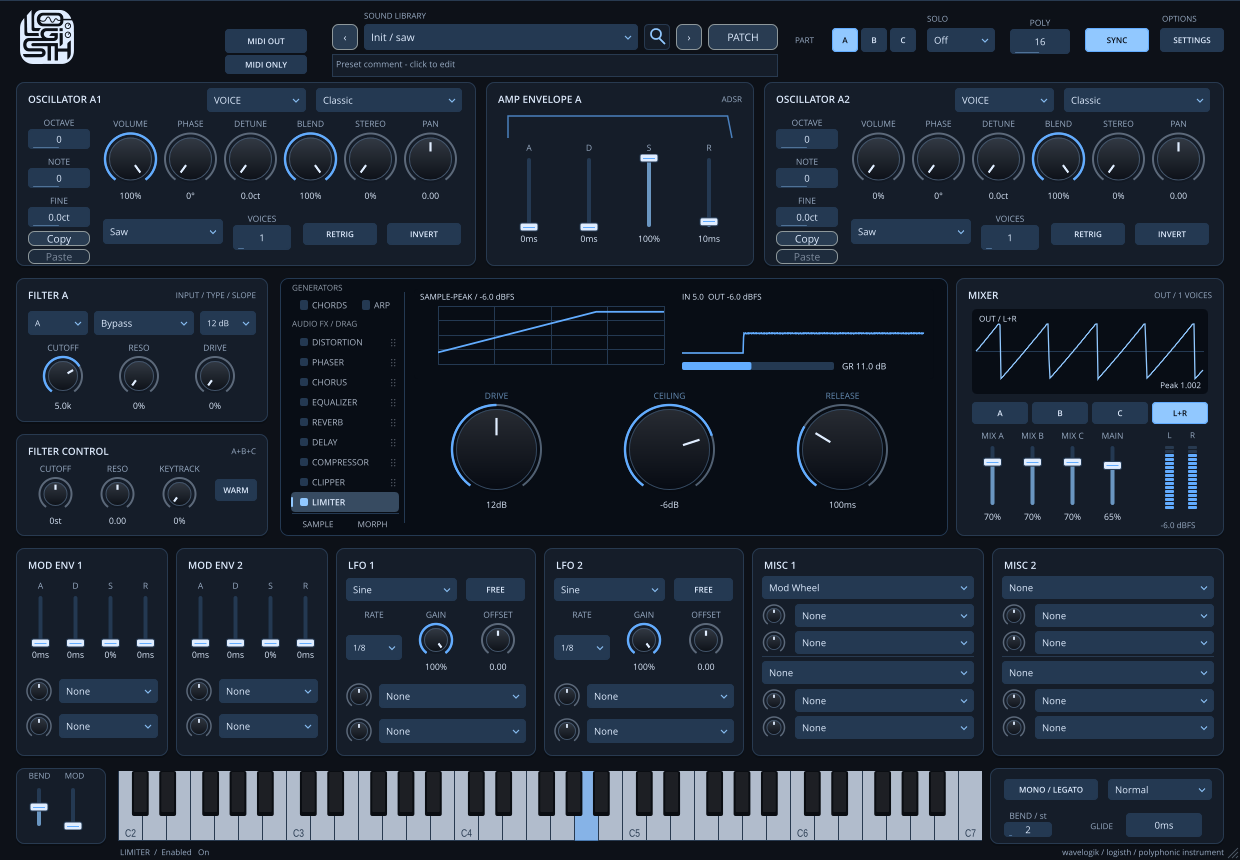 LOGISTH
SOUND LIBRARY
MIDI OUT
MIDI ONLY
‹ Init / saw › PATCH
Preset comment - click to edit
PART A B C
SOLO
Off
POLY
16
SYNC
OPTIONS
SETTINGS
OSCILLATOR A1 VOICE Classic
OCTAVE VOLUME PHASE DETUNE BLEND STEREO PAN
0
NOTE
0
100% 0° 0.0ct 100% 0% 0.00
FINE
0.0ct
Copy
Paste
Saw
VOICES
1
RETRIG INVERT
AMP ENVELOPE A ADSR
A D S R
0ms 0ms 100% 10ms
OSCILLATOR A2 VOICE Classic
OCTAVE VOLUME PHASE DETUNE BLEND STEREO PAN
0
NOTE
0
0% 0° 0.0ct 100% 0% 0.00
FINE
0.0ct
Copy
Paste
Saw
VOICES
1
RETRIG INVERT
FILTER A INPUT / TYPE / SLOPE
A Bypass 12 dB
CUTOFF RESO DRIVE
5.0k 0% 0%
FILTER CONTROL A+B+C
CUTOFF RESO KEYTRACK
WARM
0st 0.00 0%
GENERATORS
CHORDS ARP
AUDIO FX / DRAG
DISTORTION
PHASER
CHORUS
EQUALIZER
REVERB
DELAY
COMPRESSOR
CLIPPER
LIMITER
SAMPLE MORPH
SAMPLE-PEAK / -6.0 dBFS
IN 5.0 OUT -6.0 dBFS
GR 11.0 dB
DRIVE CEILING RELEASE
12dB -6dB 100ms
MIXER OUT / 1 VOICES
OUT / L+R
Peak 1.002
A B C L+R
MIX A MIX B MIX C MAIN L R
70% 70% 70% 65%
-6.0 dBFS
MOD ENV 1
A D S R
0ms 0ms 0% 0ms
None
None
MOD ENV 2
A D S R
0ms 0ms 0% 0ms
None
None
LFO 1
Sine FREE
RATE GAIN OFFSET
1/8
100% 0.00
None
None
LFO 2
Sine FREE
RATE GAIN OFFSET
1/8
100% 0.00
None
None
MISC 1
Mod Wheel
None
None
None
None
None
MISC 2
None
None
None
None
None
None
BEND MOD
C2 C3 C4 C5 C6 C7
MONO / LEGATO Normal
BEND / st
2
GLIDE 0ms
LIMITER / Enabled On
wavelogik / logisth / polyphonic instrument